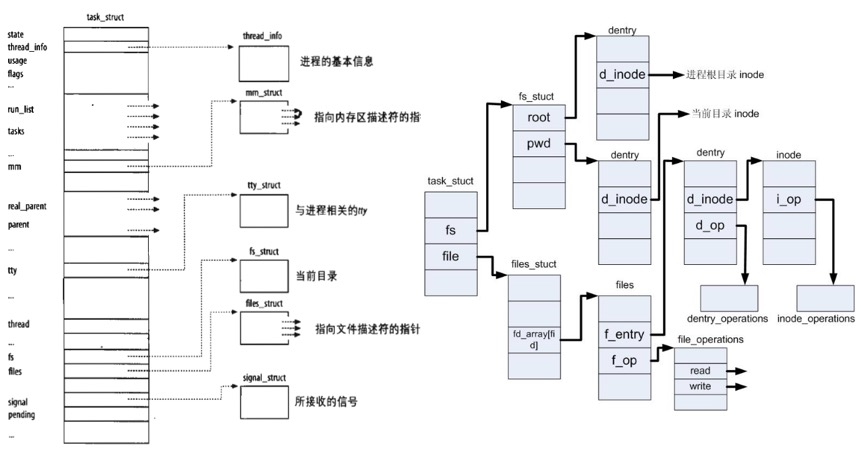 task_struct
state
thread_info
usage
flags
...
run_list
tasks
...
mm
real_parent
parent
...
tty
...
thread
...
fs
files
signal
pending
...
thread_info
进程的基本信息
mm_struct
指向内存区描述符的指
tty_struct
与进程相关的tty
fs_struct
当前目录
files_struct
指向文件描述符的指针
signal_struct
所接收的信号
task_stuct
fs
file
fs_stuct
root
pwd
dentry
d_inode
进程根目录 inode
当前目录 inode
dentry
d_inode
dentry
d_inode
d_op
inode
i_op
files_stuct
fd_array[fi
d]
files
f_entry
f_op
dentry_operations
inode_operations
file_operations
read
write